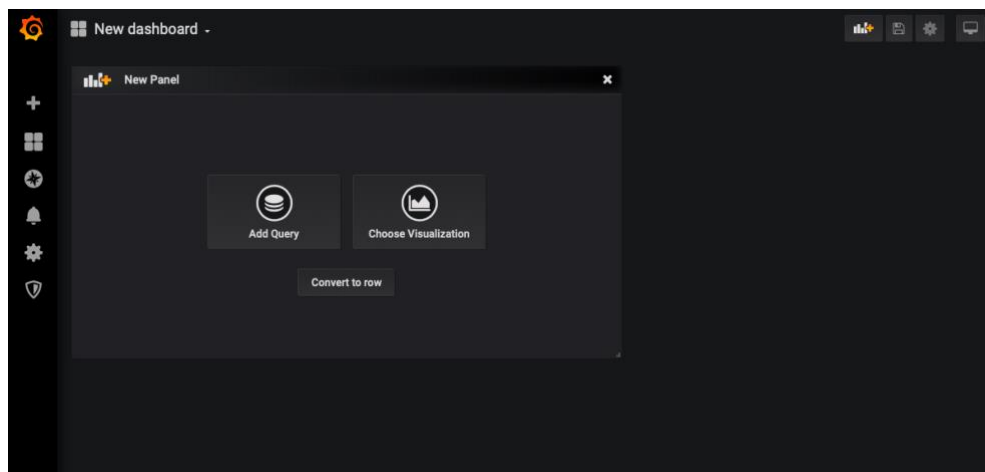 New dashboard
New Panel
Add Query
Choose Visualization
Convert to row